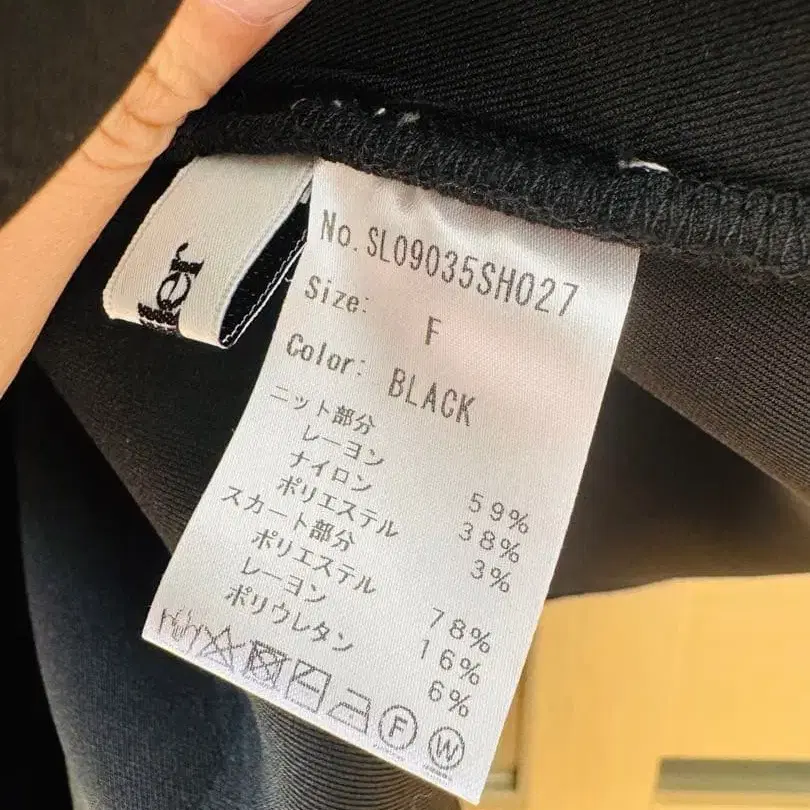 No. SL09035SH027
Size: F
Color: BLACK
ニット部分
レーヨン 59%
ナイロン 38%
ポリエステル 3%
スカート部分
ポリエステル 78%
レーヨン 16%
ポリウレタン 6%
F W
ler